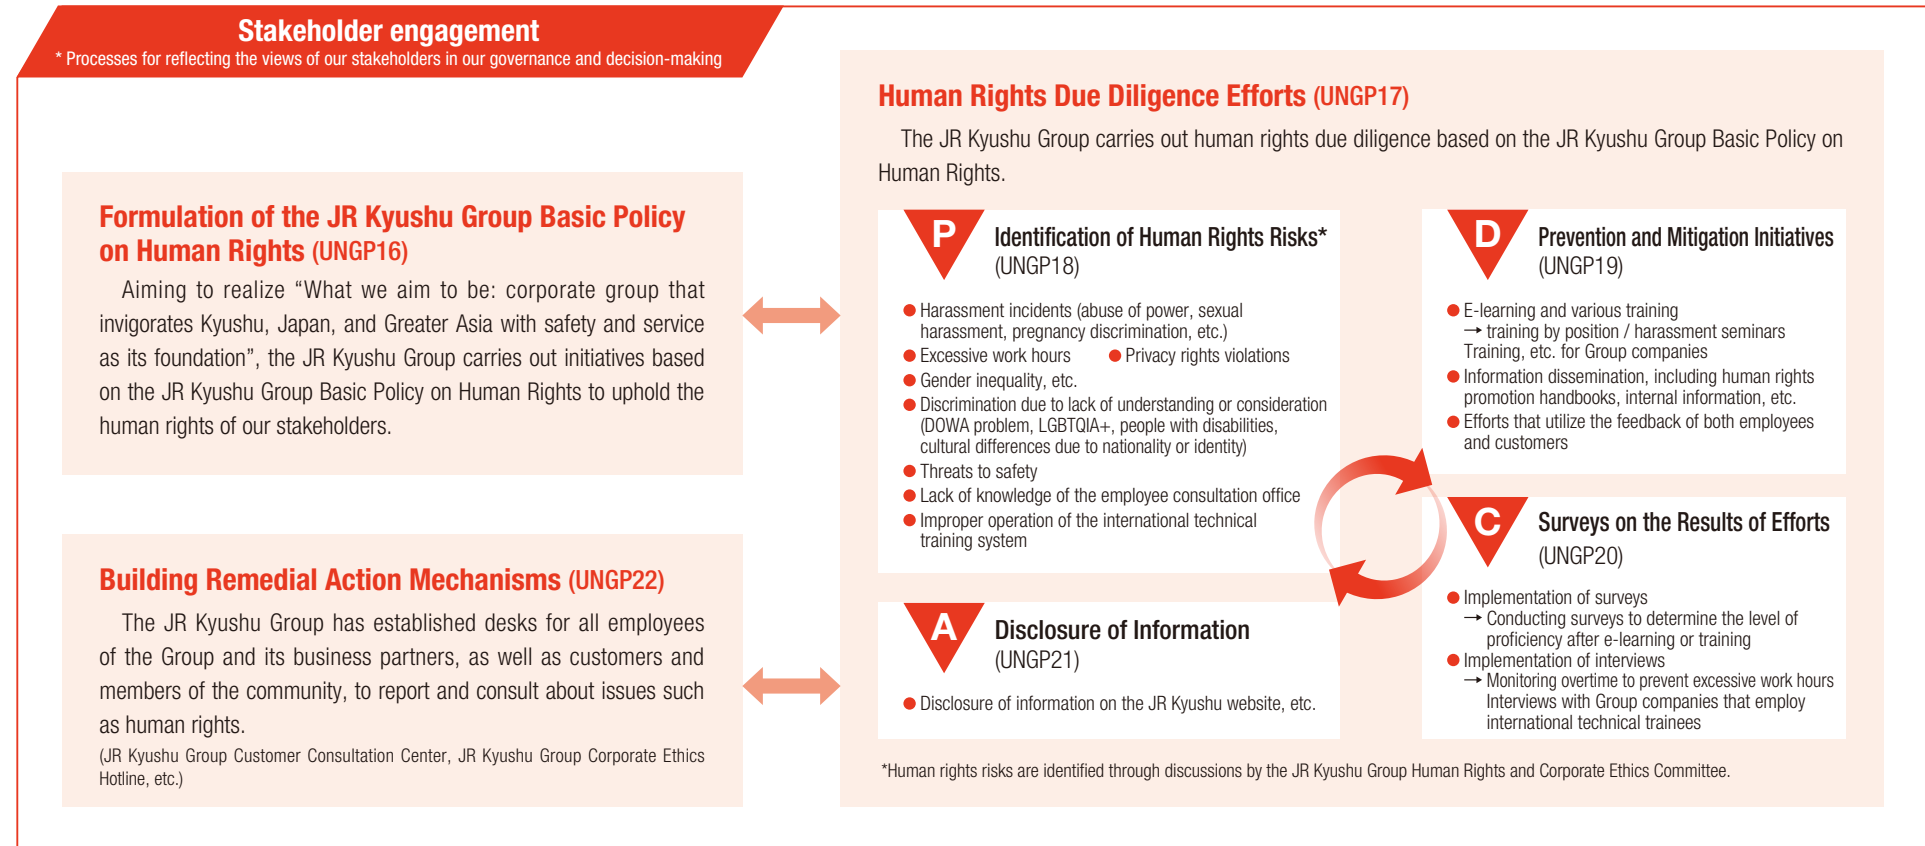 Stakeholder engagement
* Processes for reflecting the views of our stakeholders in our governance and decision-making
Formulation of the JR Kyushu Group Basic Policy
on Human Rights (UNGP16)
Aiming to realize “What we aim to be: corporate group that
invigorates Kyushu, Japan, and Greater Asia with safety and service
as its foundation”, the JR Kyushu Group carries out initiatives based
on the JR Kyushu Group Basic Policy on Human Rights to uphold the
human rights of our stakeholders.
Building Remedial Action Mechanisms (UNGP22)
The JR Kyushu Group has established desks for all employees
of the Group and its business partners, as well as customers and
members of the community, to report and consult about issues such
as human rights.
(JR Kyushu Group Customer Consultation Center, JR Kyushu Group Corporate Ethics
Hotline, etc.)
Human Rights Due Diligence Efforts (UNGP17)
The JR Kyushu Group carries out human rights due diligence based on the JR Kyushu Group Basic Policy on
Human Rights.
P
Identification of Human Rights Risks*
(UNGP18)
● Harassment incidents (abuse of power, sexual
harassment, pregnancy discrimination, etc.)
● Excessive work hours ● Privacy rights violations
● Gender inequality, etc.
● Discrimination due to lack of understanding or consideration
(DOWA problem, LGBTQIA+, people with disabilities,
cultural differences due to nationality or identity)
● Threats to safety
● Lack of knowledge of the employee consultation office
● Improper operation of the international technical
training system
D
Prevention and Mitigation Initiatives
(UNGP19)
● E-learning and various training
→ training by position / harassment seminars
Training, etc. for Group companies
● Information dissemination, including human rights
promotion handbooks, internal information, etc.
● Efforts that utilize the feedback of both employees
and customers
C
Surveys on the Results of Efforts
(UNGP20)
● Implementation of surveys
→ Conducting surveys to determine the level of
proficiency after e-learning or training
● Implementation of interviews
→ Monitoring overtime to prevent excessive work hours
Interviews with Group companies that employ
international technical trainees
A
Disclosure of Information
(UNGP21)
● Disclosure of information on the JR Kyushu website, etc.
*Human rights risks are identified through discussions by the JR Kyushu Group Human Rights and Corporate Ethics Committee.